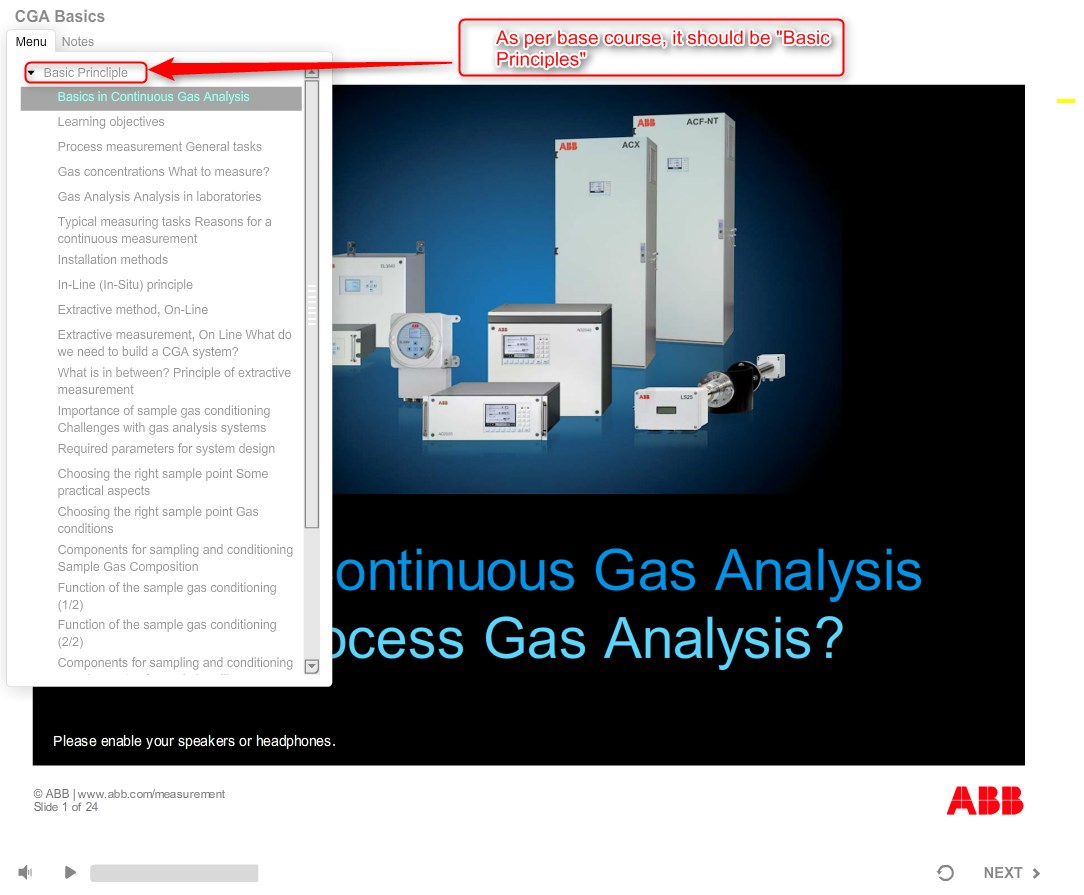 CGA Basics
Menu
Notes
As per base course, it should be "Basic
Principles"
Basic Princliple
Basics in Continuous Gas Analysis
Learning objectives
Process measurement General tasks
Gas concentrations What to measure?
Gas Analysis Analysis in laboratories
Typical measuring tasks Reasons for a
continuous measurement
Installation methods
In-Line (In-Situ) principle
Extractive method, On-Line
Extractive measurement, On Line What do
we need to build a CGA system?
What is in between? Principle of extractive
measurement
Importance of sample gas conditioning
Challenges with gas analysis systems
Required parameters for system design
Choosing the right sample point Some
practical aspects
Choosing the right sample point Gas
conditions
Components for sampling and conditioning
Sample Gas Composition
Function of the sample gas conditioning
(1/2)
Function of the sample gas conditioning
(2/2)
Components for sampling and conditioning
ABB
ACF-NT
ABB
ACX
ABB
ABB
ABB
LS25
ontinuous Gas Analysis
ocess Gas Analysis?
Please enable your speakers or headphones.
© ABB | www.abb.com/measurement
Slide 1 of 24
ABB
NEXT